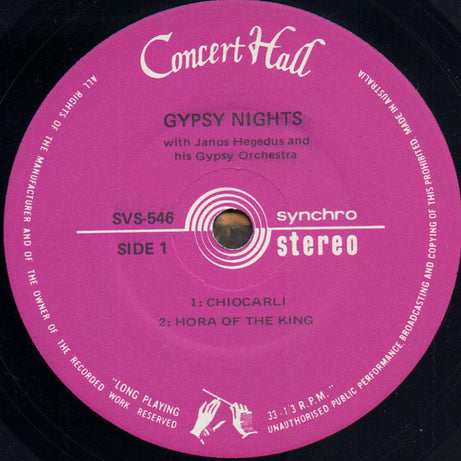 Concert Hall
GYPSY NIGHTS
with Janos Hegedus and
his Gypsy Orchestra
SVS-546
synchro
SIDE 1
stereo
1: CHIOCARLI
2: HORA OF THE KING
"LONG PLAYING
33-1/3 R.P.M."
ALL RIGHTS OF THE MANUFACTURER AND OF THE OWNER OF THE RECORDED WORK RESERVED
UNAUTHORISED PUBLIC PERFORMANCE, BROADCASTING AND COPYING OF THIS PROHIBITED MADE IN AUSTRALIA